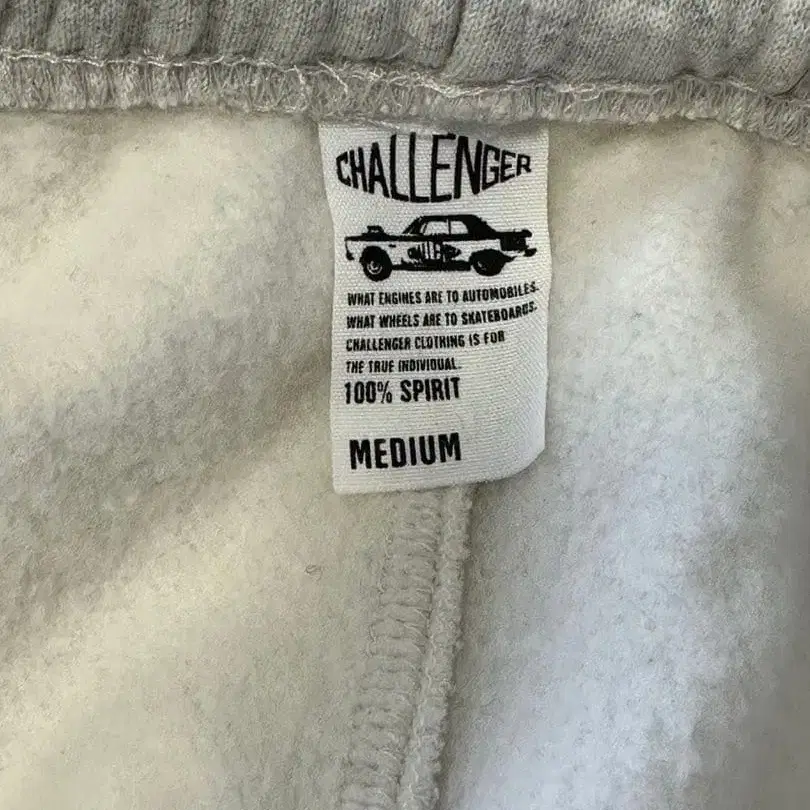 CHALLENGER
WHAT ENGINES ARE TO AUTOMOBILES.
WHAT WHEELS ARE TO SKATEBOARDS.
CHALLENGER CLOTHING IS FOR
THE TRUE INDIVIDUAL.
100% SPIRIT
MEDIUM